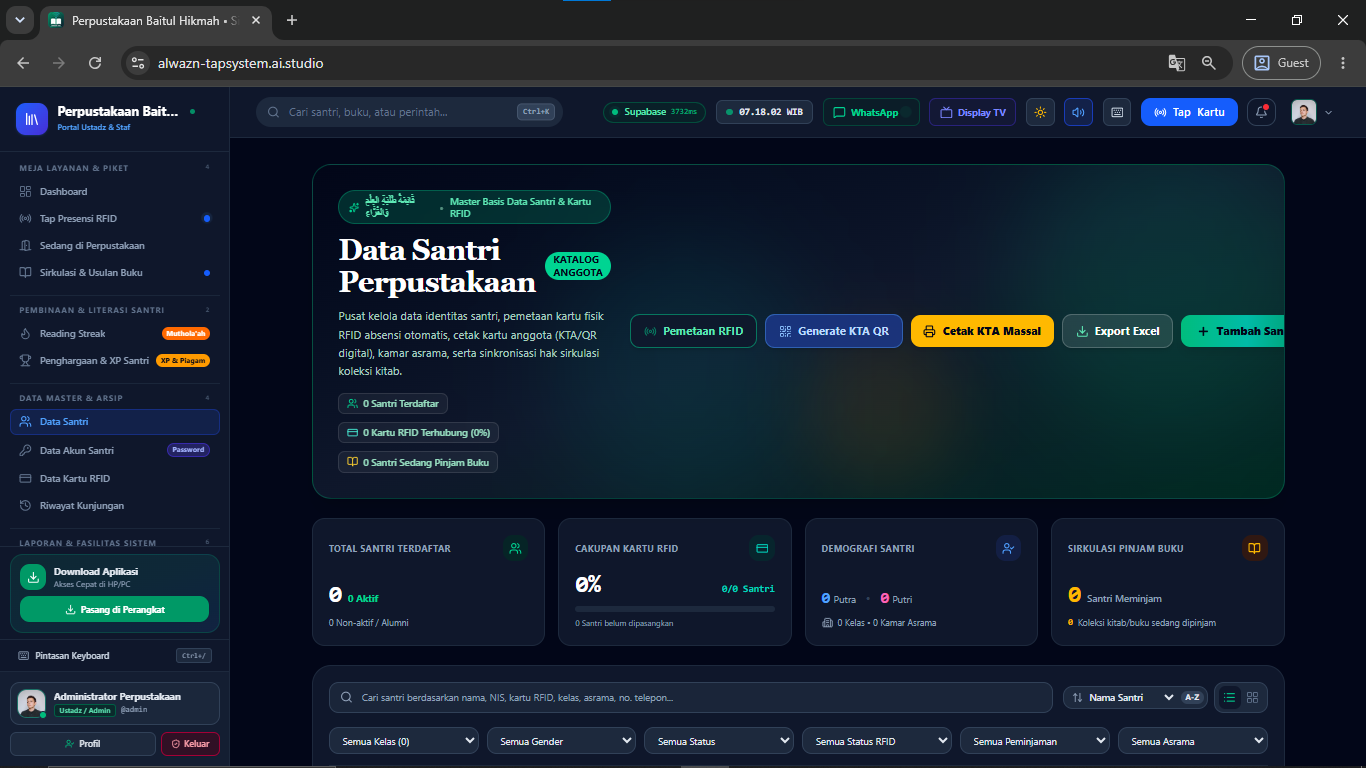 Perpustakaan Baitul Hikmah • S
alwazn-tapsystem.ai.studio
Guest
Perpustakaan Bait...
Portal Ustadz & Staf
Cari santri, buku, atau perintah...
Ctrl+K
Supabase 3732ms
07.18.02 WIB
WhatsApp
Display TV
Tap Kartu
MEJA LAYANAN & PIKET 4
Dashboard
Tap Presensi RFID
Sedang di Perpustakaan
Sirkulasi & Usulan Buku
PEMBINAAN & LITERASI SANTRI 2
Reading Streak Muthola'ah
Penghargaan & XP Santri XP & Piagam
DATA MASTER & ARSIP 4
Data Santri
Data Akun Santri Password
Data Kartu RFID
Riwayat Kunjungan
LAPORAN & FASILITAS SISTEM 6
Download Aplikasi
Akses Cepat di HP/PC
Pasang di Perangkat
Pintasan Keyboard Ctrl+/
Administrator Perpustakaan
Ustadz / Admin @admin
Profil Keluar
قَائِمَةُ طَلَبَةِ الْعِلْمِ
وَالْقُرَّاءِ
• Master Basis Data Santri & Kartu
RFID
Data Santri
Perpustakaan
KATALOG
ANGGOTA
Pusat kelola data identitas santri, pemetaan kartu fisik
RFID absensi otomatis, cetak kartu anggota (KTA/QR
digital), kamar asrama, serta sinkronisasi hak sirkulasi
koleksi kitab.
0 Santri Terdaftar
0 Kartu RFID Terhubung (0%)
0 Santri Sedang Pinjam Buku
Pemetaan RFID
Generate KTA QR
Cetak KTA Massal
Export Excel
+ Tambah San
TOTAL SANTRI TERDAFTAR
0 0 Aktif
0 Non-aktif / Alumni
CAKUPAN KARTU RFID
0% 0/0 Santri
0 Santri belum dipasangkan
DEMOGRAFI SANTRI
0 Putra • 0 Putri
0 Kelas • 0 Kamar Asrama
SIRKULASI PINJAM BUKU
0 Santri Meminjam
0 Koleksi kitab/buku sedang dipinjam
Cari santri berdasarkan nama, NIS, kartu RFID, kelas, asrama, no. telepon...
Nama Santri A-Z
Semua Kelas (0)
Semua Gender
Semua Status
Semua Status RFID
Semua Peminjaman
Semua Asrama